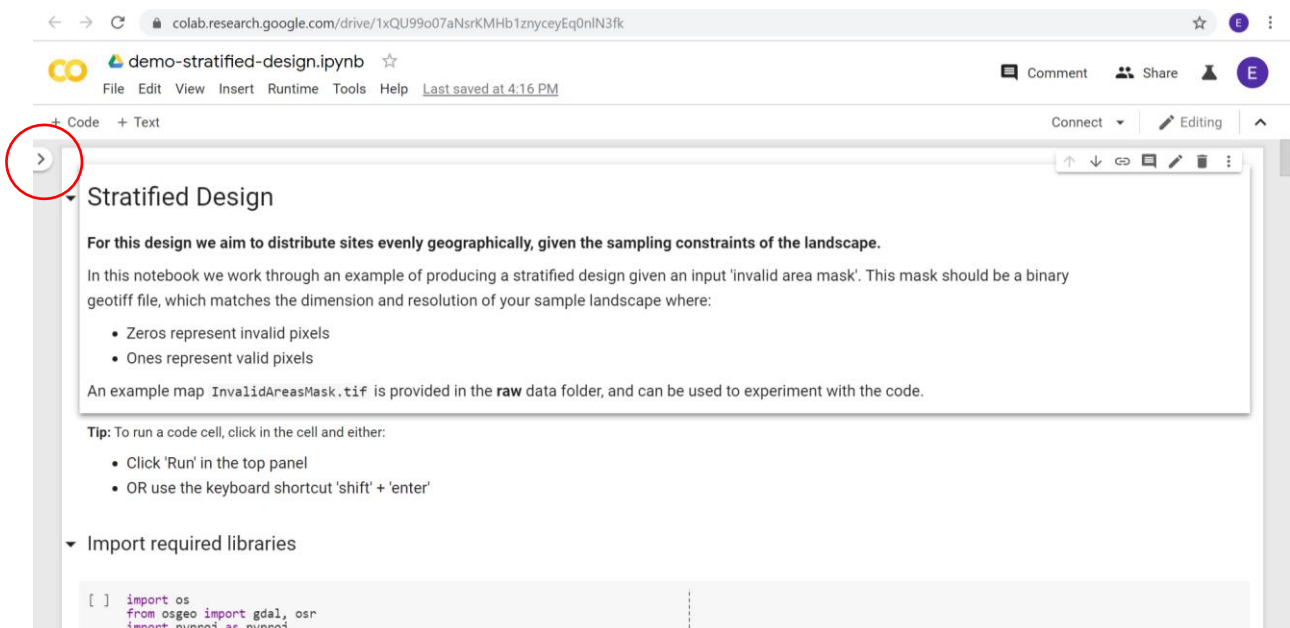 colab.research.google.com/drive/1xQU99o07aNsrKMHb1znyceyEq0nlN3fk
E
CO
demo-stratified-design.ipynb
File Edit View Insert Runtime Tools Help Last saved at 4:16 PM
Comment Share E
+ Code + Text Connect Editing
Stratified Design
For this design we aim to distribute sites evenly geographically, given the sampling constraints of the landscape.
In this notebook we work through an example of producing a stratified design given an input 'invalid area mask'. This mask should be a binary
geotiff file, which matches the dimension and resolution of your sample landscape where:
• Zeros represent invalid pixels
• Ones represent valid pixels
An example map InvalidAreasMask.tif is provided in the raw data folder, and can be used to experiment with the code.
Tip: To run a code cell, click in the cell and either:
• Click 'Run' in the top panel
• OR use the keyboard shortcut 'shift' + 'enter'
Import required libraries
[ ] import os
from osgeo import gdal, osr
import pyproj as pyproj